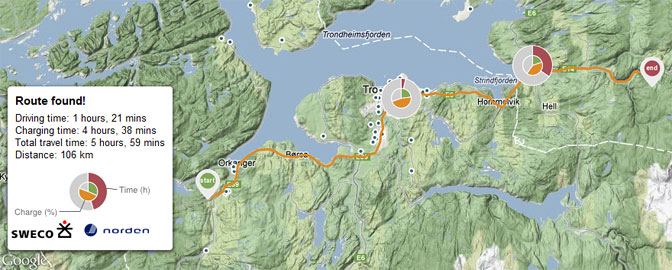 E6
Trondheimsfjorden
end
Strindfjorden
Tro
Hommelvik
Hell
Route found!
Driving time: 1 hours, 21 mins
Charging time: 4 hours, 38 mins
Total travel time: 5 hours, 59 mins
Distance: 106 km
Orkanger
Børsa
start
Time (h)
Charge (%)
SWECO
norden
Google